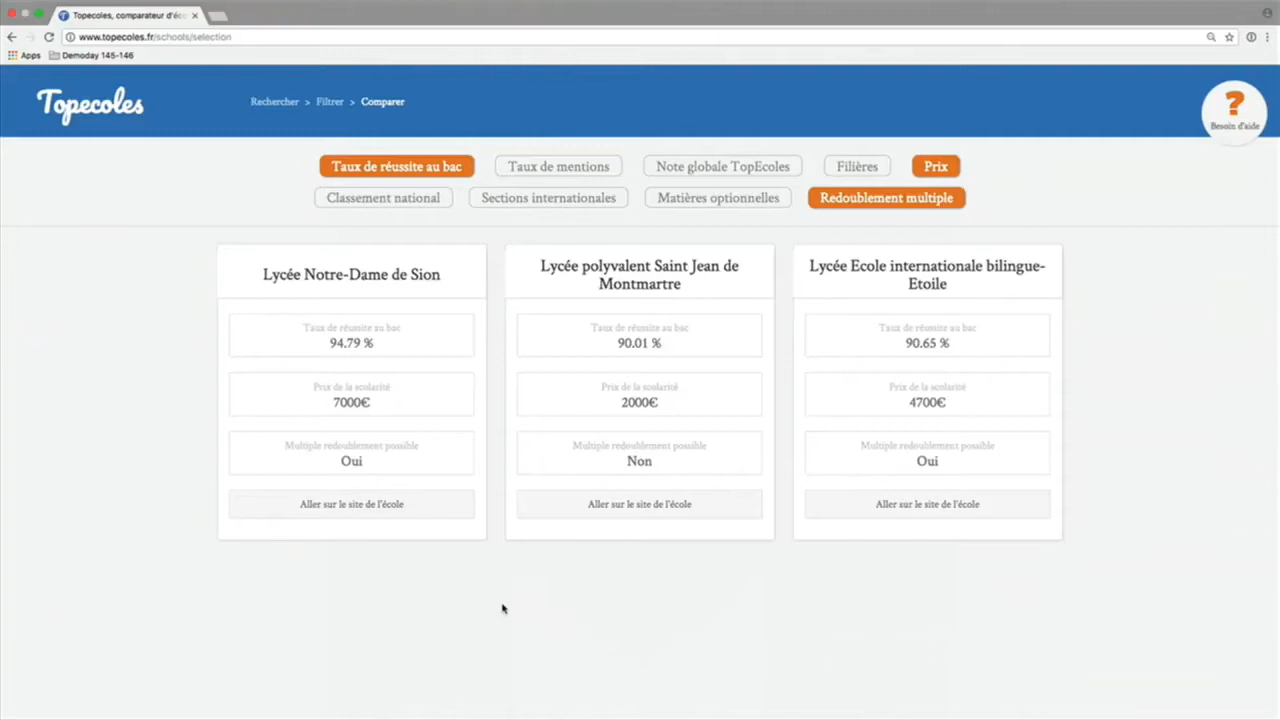 Topecoles, comparateur d'éco
www.topecoles.fr/schools/selection
Apps Demoday 145-146
Topecoles
Rechercher > Filtrer > Comparer
?
Besoin d'aide
Taux de réussite au bac Taux de mentions Note globale TopEcoles Filières Prix
Classement national Sections internationales Matières optionnelles Redoublement multiple
Lycée Notre-Dame de Sion
Taux de réussite au bac
94.79 %
Prix de la scolarité
7000€
Multiple redoublement possible
Oui
Aller sur le site de l'école
Lycée polyvalent Saint Jean de
Montmartre
Taux de réussite au bac
90.01 %
Prix de la scolarité
2000€
Multiple redoublement possible
Non
Aller sur le site de l'école
Lycée Ecole internationale bilingue-
Etoile
Taux de réussite au bac
90.65 %
Prix de la scolarité
4700€
Multiple redoublement possible
Oui
Aller sur le site de l'école